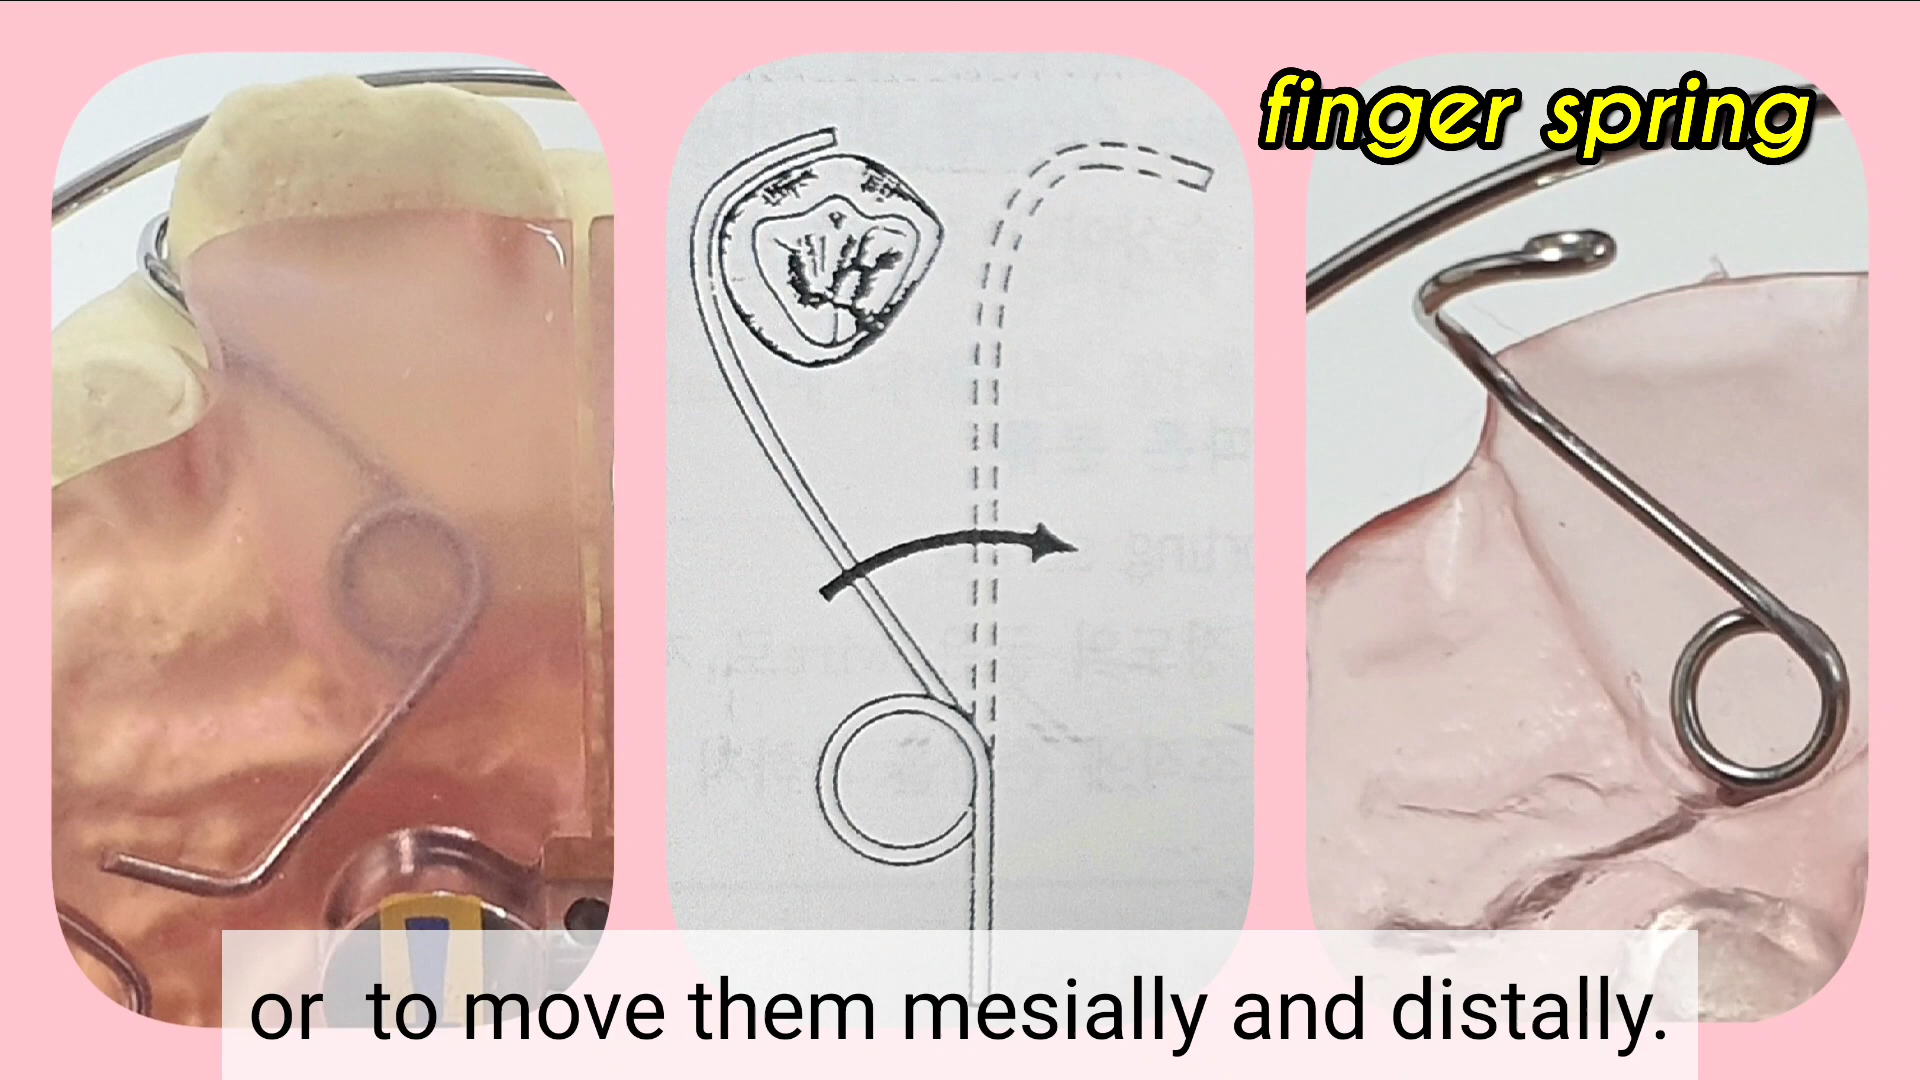 finger spring
or to move them mesially and distally.